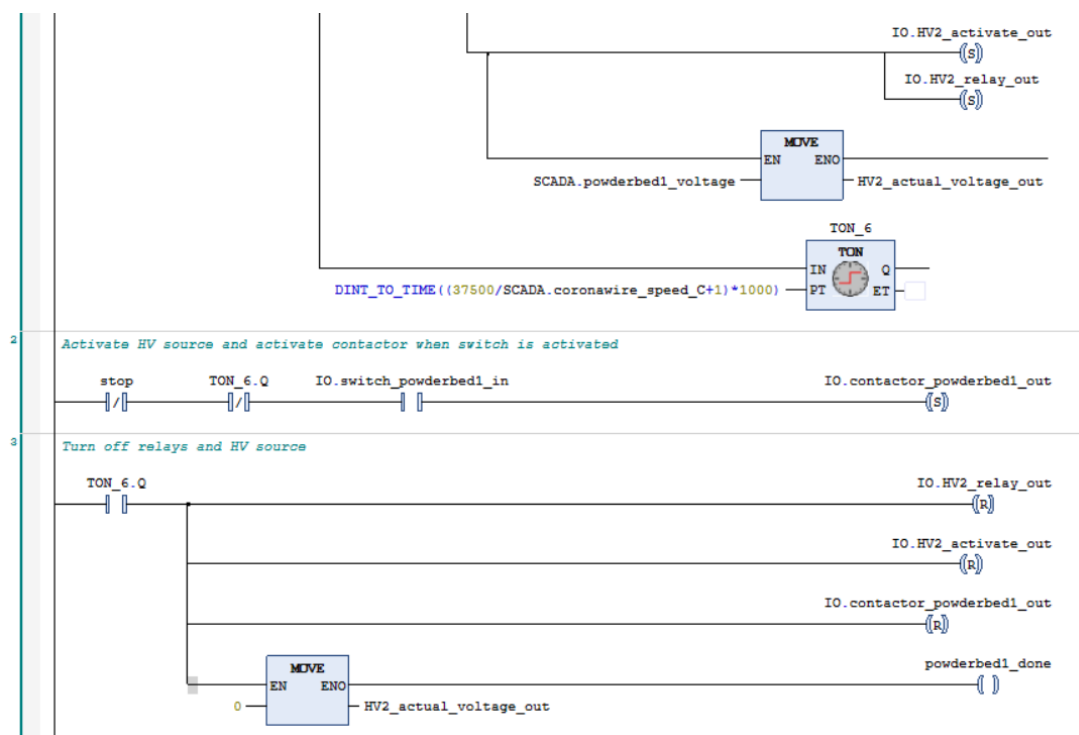 IO.HV2_activate_out
(S)
IO.HV2_relay_out
(S)
MOVE
EN ENO
SCADA.powderbed1_voltage HV2_actual_voltage_out
TON_6
TON
IN Q
DINT_TO_TIME((37500/SCADA.coronawire_speed_C+1)*1000) PT ET
2 Activate HV source and activate contactor when switch is activated
stop TON_6.Q IO.switch_powderbed1_in IO.contactor_powderbed1_out
/ / (S)
3 Turn off relays and HV source
TON_6.Q IO.HV2_relay_out
(R)
IO.HV2_activate_out
(R)
IO.contactor_powderbed1_out
(R)
MOVE powderbed1_done
EN ENO ( )
0 HV2_actual_voltage_out